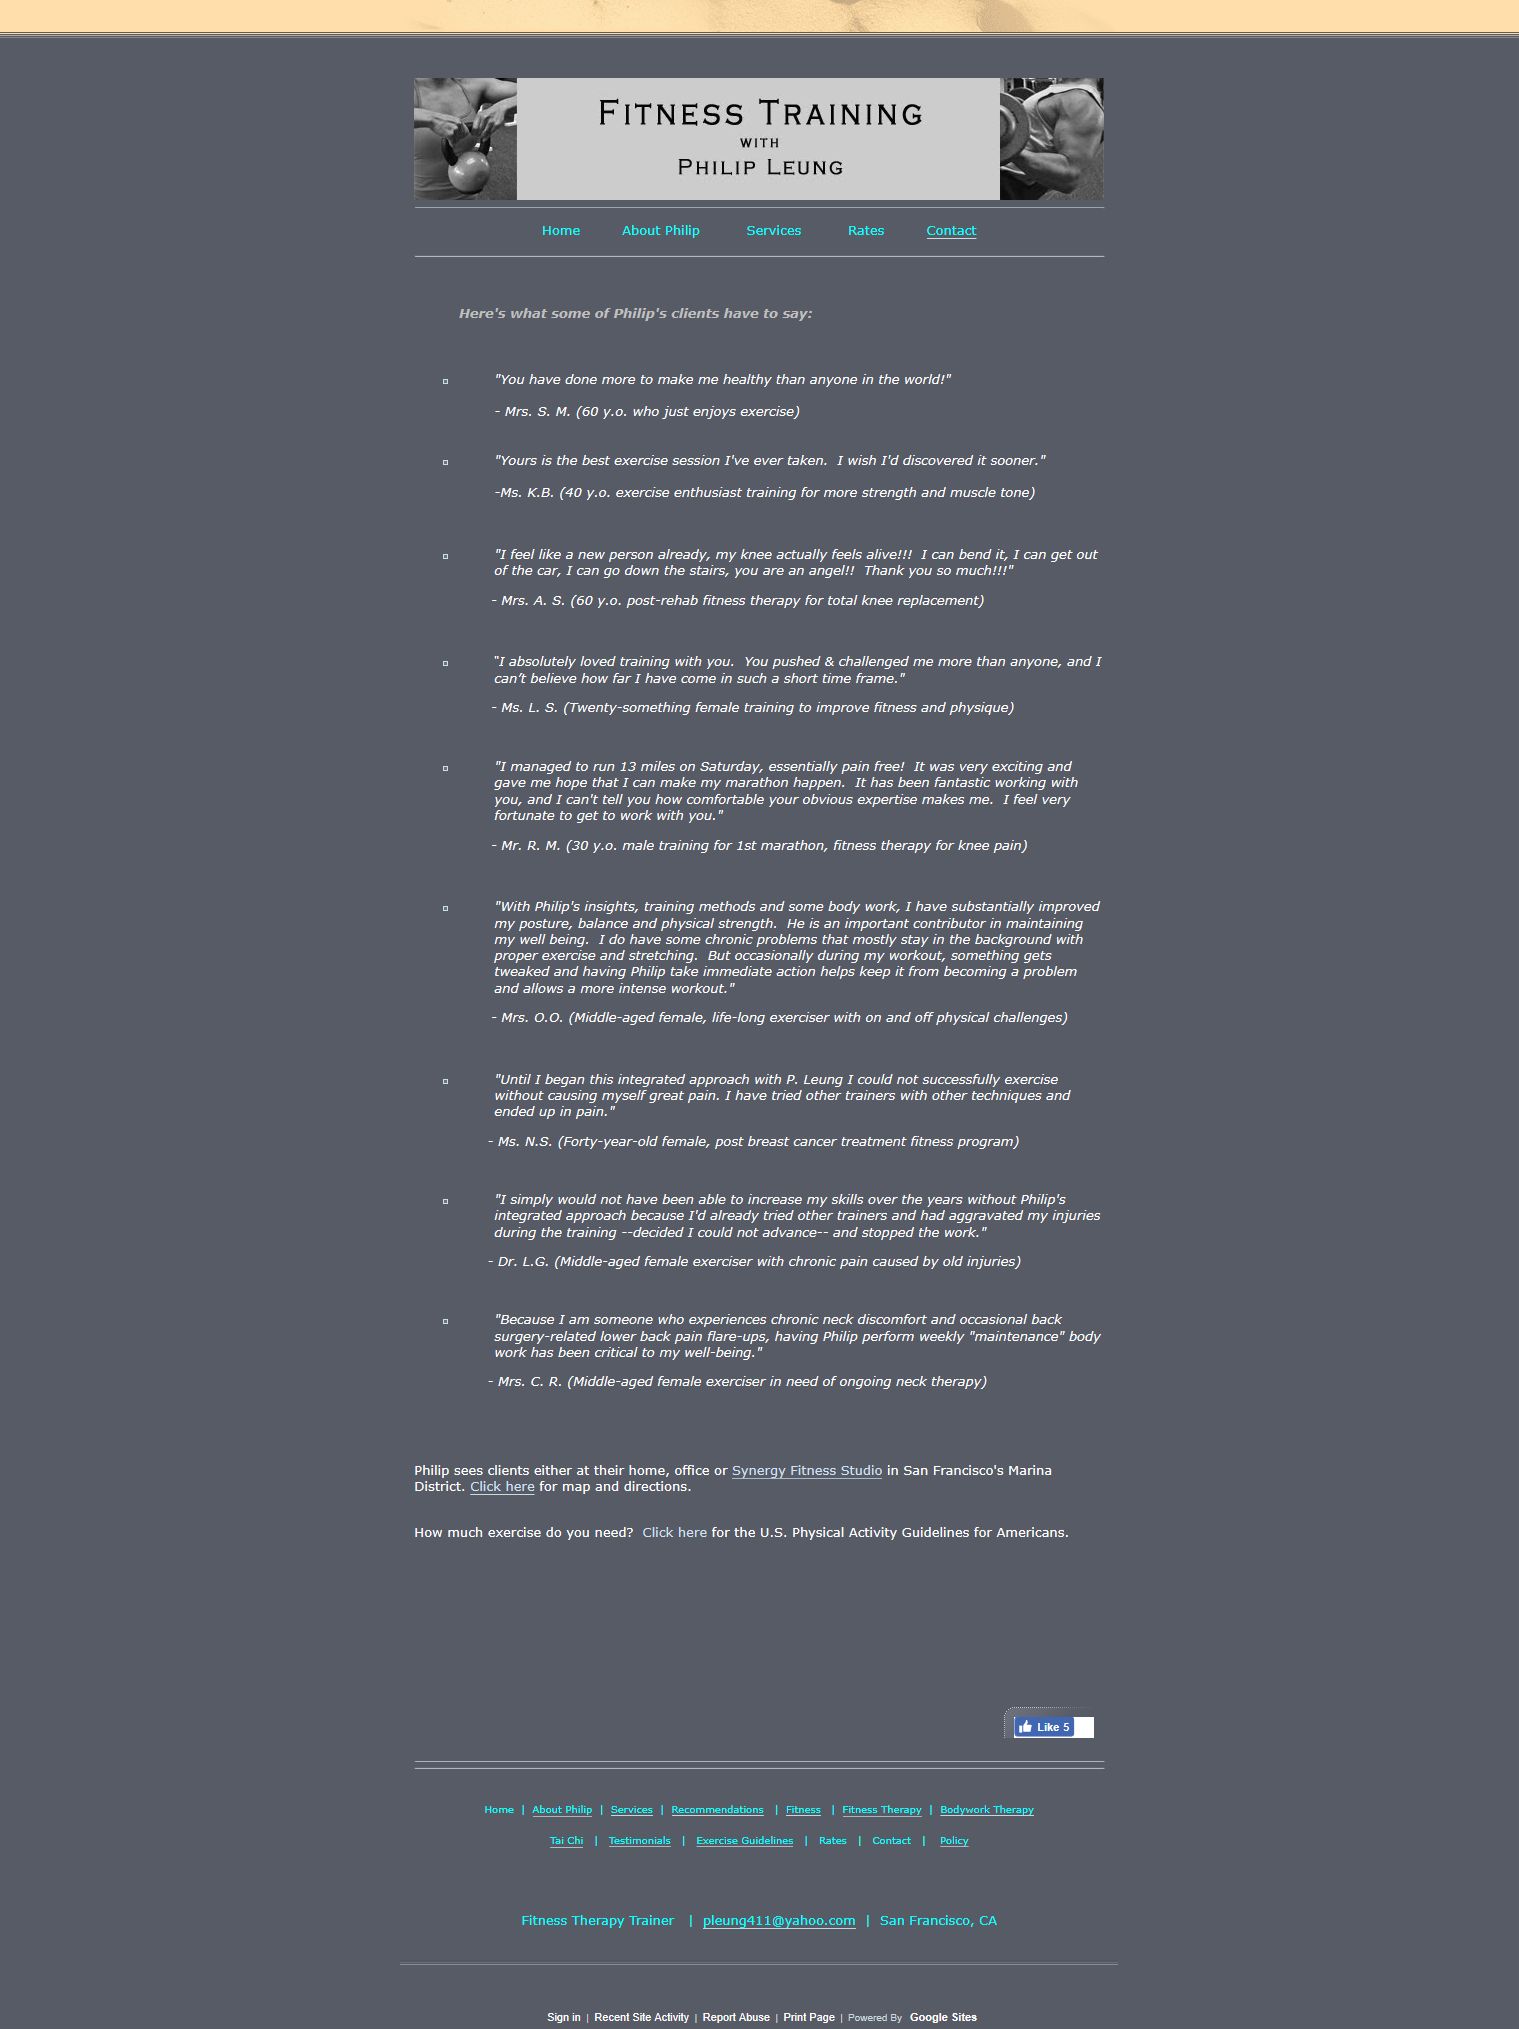 Fitness Training
with
Philip Leung
Home About Philip Services Rates Contact
Here's what some of Philip's clients have to say:
"You have done more to make me healthy than anyone in the world!"
- Mrs. S. M. (60 y.o. who just enjoys exercise)
"Yours is the best exercise session I've ever taken.  I wish I'd discovered it sooner."
-Ms. K.B. (40 y.o. exercise enthusiast training for more strength and muscle tone)
"I feel like a new person already, my knee actually feels alive!!!  I can bend it, I can get out
of the car, I can go down the stairs, you are an angel!!  Thank you so much!!!"
- Mrs. A. S. (60 y.o. post-rehab fitness therapy for total knee replacement)
"I absolutely loved training with you.  You pushed & challenged me more than anyone, and I
can’t believe how far I have come in such a short time frame."
- Ms. L. S. (Twenty-something female training to improve fitness and physique)
"I managed to run 13 miles on Saturday, essentially pain free!  It was very exciting and
gave me hope that I can make my marathon happen.  It has been fantastic working with
you, and I can't tell you how comfortable your obvious expertise makes me.  I feel very
fortunate to get to work with you."
- Mr. R. M. (30 y.o. male training for 1st marathon, fitness therapy for knee pain)
"With Philip's insights, training methods and some body work, I have substantially improved
my posture, balance and physical strength.  He is an important contributor in maintaining
my well being.  I do have some chronic problems that mostly stay in the background with
proper exercise and stretching.  But occasionally during my workout, something gets
tweaked and having Philip take immediate action helps keep it from becoming a problem
and allows a more intense workout."
- Mrs. O.O. (Middle-aged female, life-long exerciser with on and off physical challenges)
"Until I began this integrated approach with P. Leung I could not successfully exercise
without causing myself great pain. I have tried other trainers with other techniques and
ended up in pain."
- Ms. N.S. (Forty-year-old female, post breast cancer treatment fitness program)
"I simply would not have been able to increase my skills over the years without Philip's
integrated approach because I'd already tried other trainers and had aggravated my injuries
during the training --decided I could not advance-- and stopped the work."
- Dr. L.G. (Middle-aged female exerciser with chronic pain caused by old injuries)
"Because I am someone who experiences chronic neck discomfort and occasional back
surgery-related lower back pain flare-ups, having Philip perform weekly "maintenance" body
work has been critical to my well-being."
- Mrs. C. R. (Middle-aged female exerciser in need of ongoing neck therapy)
Philip sees clients either at their home, office or Synergy Fitness Studio in San Francisco's Marina
District. Click here for map and directions.
How much exercise do you need?  Click here for the U.S. Physical Activity Guidelines for Americans.
Like 5
Home | About Philip | Services | Recommendations | Fitness | Fitness Therapy | Bodywork Therapy
Tai Chi | Testimonials | Exercise Guidelines | Rates | Contact | Policy
Fitness Therapy Trainer | pleung411@yahoo.com | San Francisco, CA
Sign in | Recent Site Activity | Report Abuse | Print Page | Powered By Google Sites